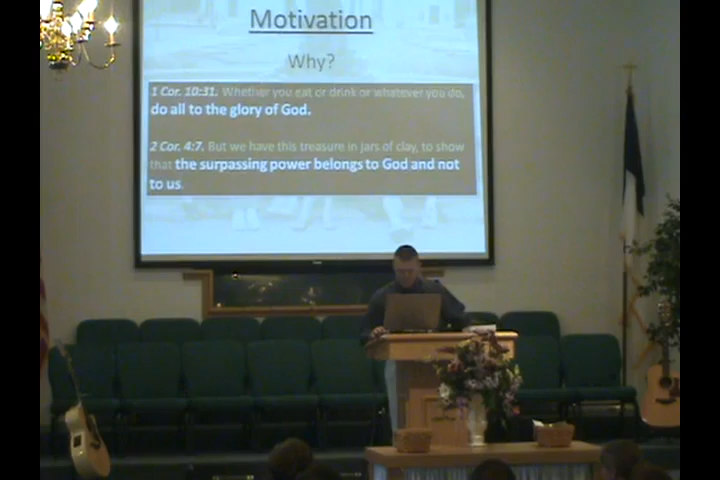 Motivation
Why?
1 Cor. 10:31. Whether you eat or drink or whatever you do,
do all to the glory of God.
2 Cor. 4:7. But we have this treasure in jars of clay, to show
that the surpassing power belongs to God and not
to us.